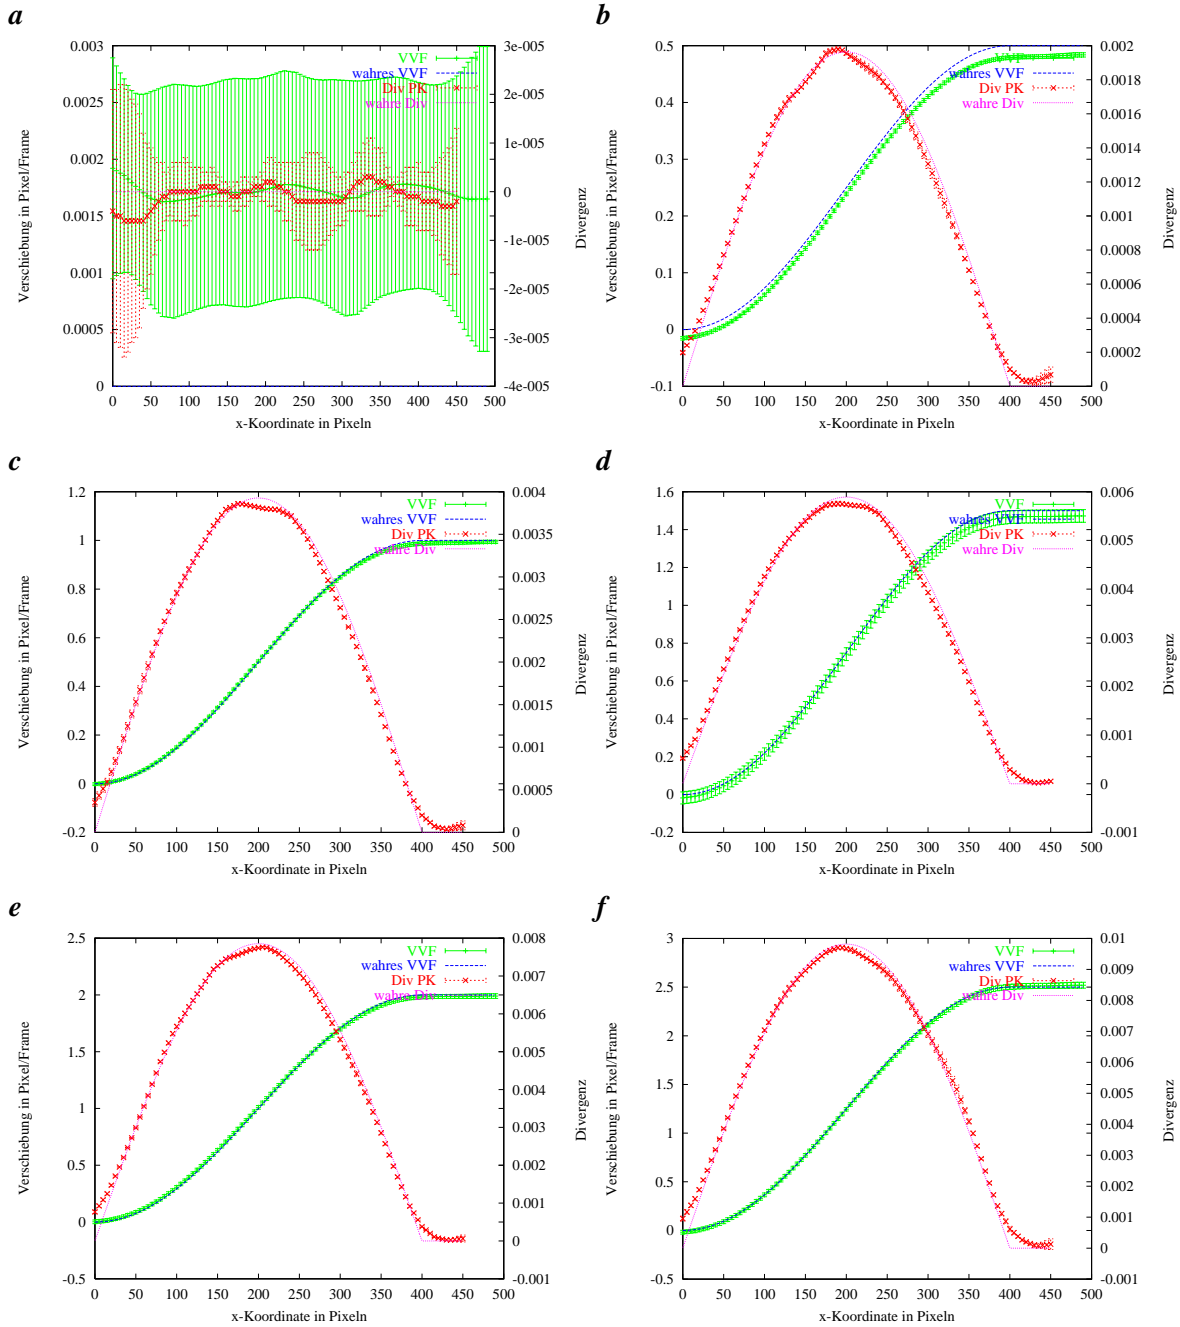 a
0.003
0.0025
0.002
0.0015
0.001
0.0005
0
3e-005
2e-005
1e-005
0
-1e-005
-2e-005
-3e-005
-4e-005
0 50 100 150 200 250 300 350 400 450 500
Verschiebung in Pixel/Frame
Divergenz
x-Koordinate in Pixeln
VVF
wahres VVF
Div PK
wahre Div
b
0.5
0.4
0.3
0.2
0.1
0
-0.1
0.002
0.0018
0.0016
0.0014
0.0012
0.001
0.0008
0.0006
0.0004
0.0002
0
0 50 100 150 200 250 300 350 400 450 500
Verschiebung in Pixel/Frame
Divergenz
x-Koordinate in Pixeln
VVF
wahres VVF
Div PK
wahre Div
c
1.2
1
0.8
0.6
0.4
0.2
0
-0.2
0.004
0.0035
0.003
0.0025
0.002
0.0015
0.001
0.0005
0
0 50 100 150 200 250 300 350 400 450 500
Verschiebung in Pixel/Frame
Divergenz
x-Koordinate in Pixeln
VVF
wahres VVF
Div PK
wahre Div
d
1.6
1.4
1.2
1
0.8
0.6
0.4
0.2
0
-0.2
0.006
0.005
0.004
0.003
0.002
0.001
0
-0.001
0 50 100 150 200 250 300 350 400 450 500
Verschiebung in Pixel/Frame
Divergenz
x-Koordinate in Pixeln
VVF
wahres VVF
Div PK
wahre Div
e
2.5
2
1.5
1
0.5
0
-0.5
0.008
0.007
0.006
0.005
0.004
0.003
0.002
0.001
0
-0.001
0 50 100 150 200 250 300 350 400 450 500
Verschiebung in Pixel/Frame
Divergenz
x-Koordinate in Pixeln
VVF
wahres VVF
Div PK
wahre Div
f
3
2.5
2
1.5
1
0.5
0
-0.5
0.01
0.009
0.008
0.007
0.006
0.005
0.004
0.003
0.002
0.001
0
-0.001
0 50 100 150 200 250 300 350 400 450 500
Verschiebung in Pixel/Frame
Divergenz
x-Koordinate in Pixeln
VVF
wahres VVF
Div PK
wahre Div